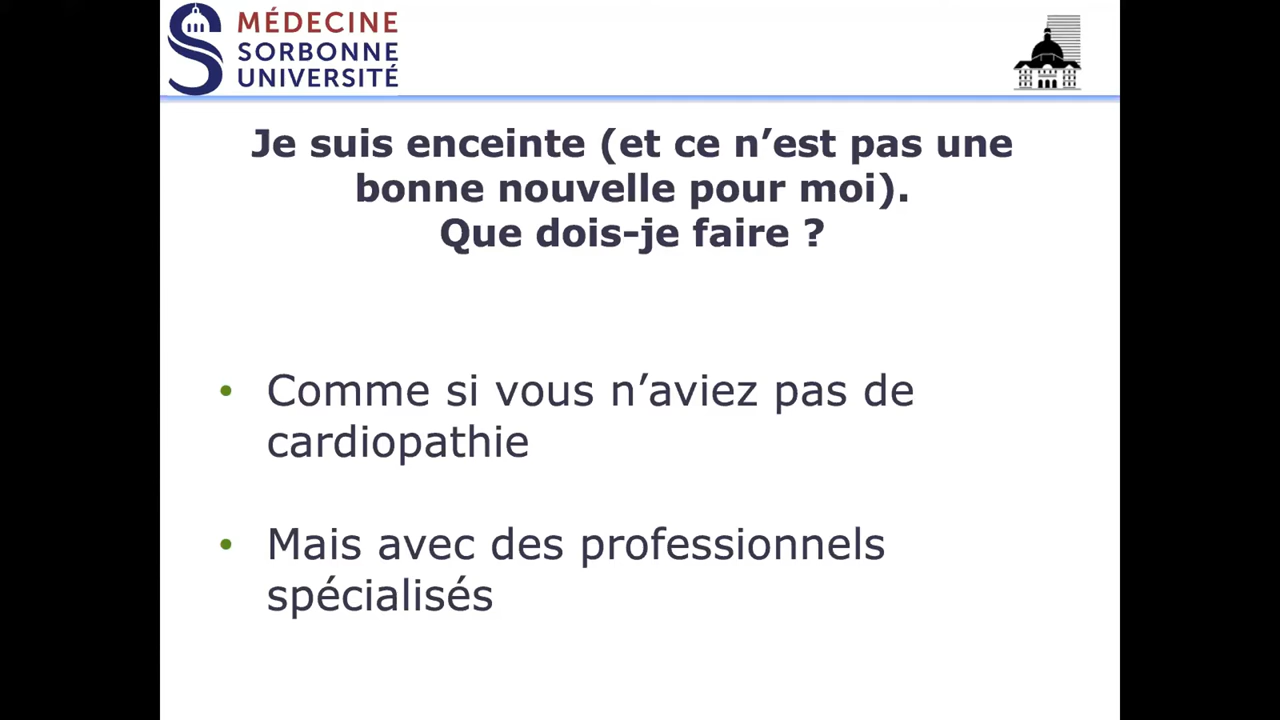 MÉDECINE
SORBONNE
UNIVERSITÉ
Je suis enceinte (et ce n’est pas une
bonne nouvelle pour moi).
Que dois-je faire ?
• Comme si vous n’aviez pas de
cardiopathie
• Mais avec des professionnels
spécialisés